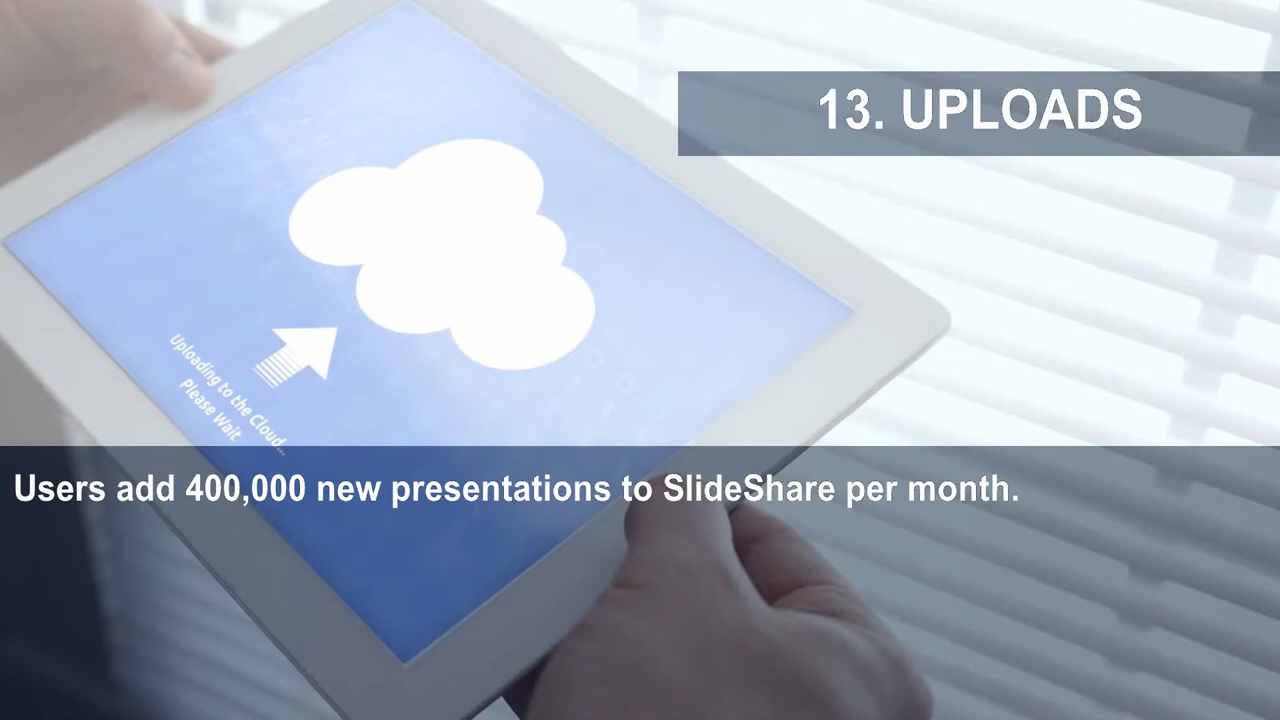 13. UPLOADS
Uploading to the Cloud...
Please Wait
Users add 400,000 new presentations to SlideShare per month.